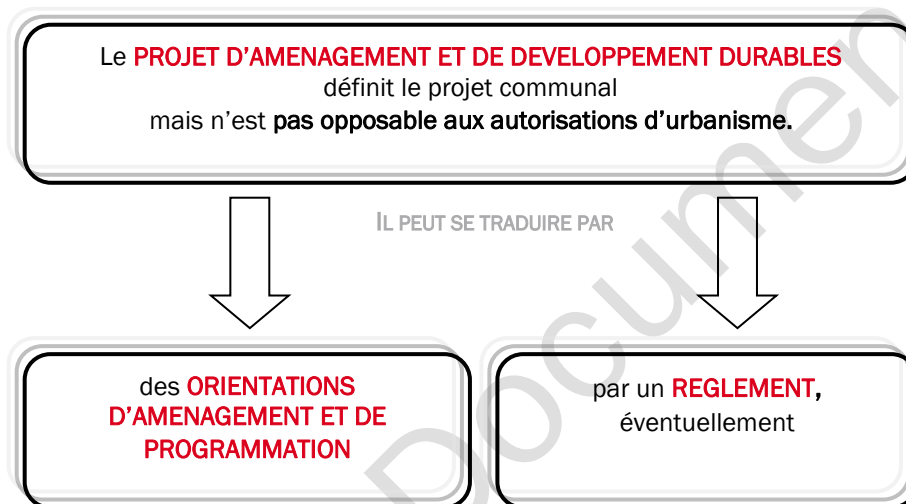 Le PROJET D'AMENAGEMENT ET DE DEVELOPPEMENT DURABLES
définit le projet communal
mais n'est pas opposable aux autorisations d'urbanisme.
IL PEUT SE TRADUIRE PAR
des ORIENTATIONS
D'AMENAGEMENT ET DE
PROGRAMMATION
par un REGLEMENT,
éventuellement
Documen